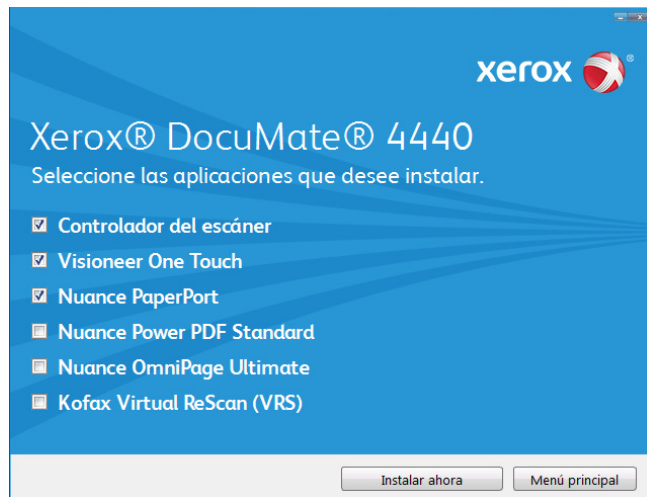 xerox ®
Xerox® DocuMate® 4440
Seleccione las aplicaciones que desee instalar.
Controlador del escáner
Visioneer One Touch
Nuance PaperPort
Nuance Power PDF Standard
Nuance OmniPage Ultimate
Kofax Virtual ReScan (VRS)
Instalar ahora Menú principal